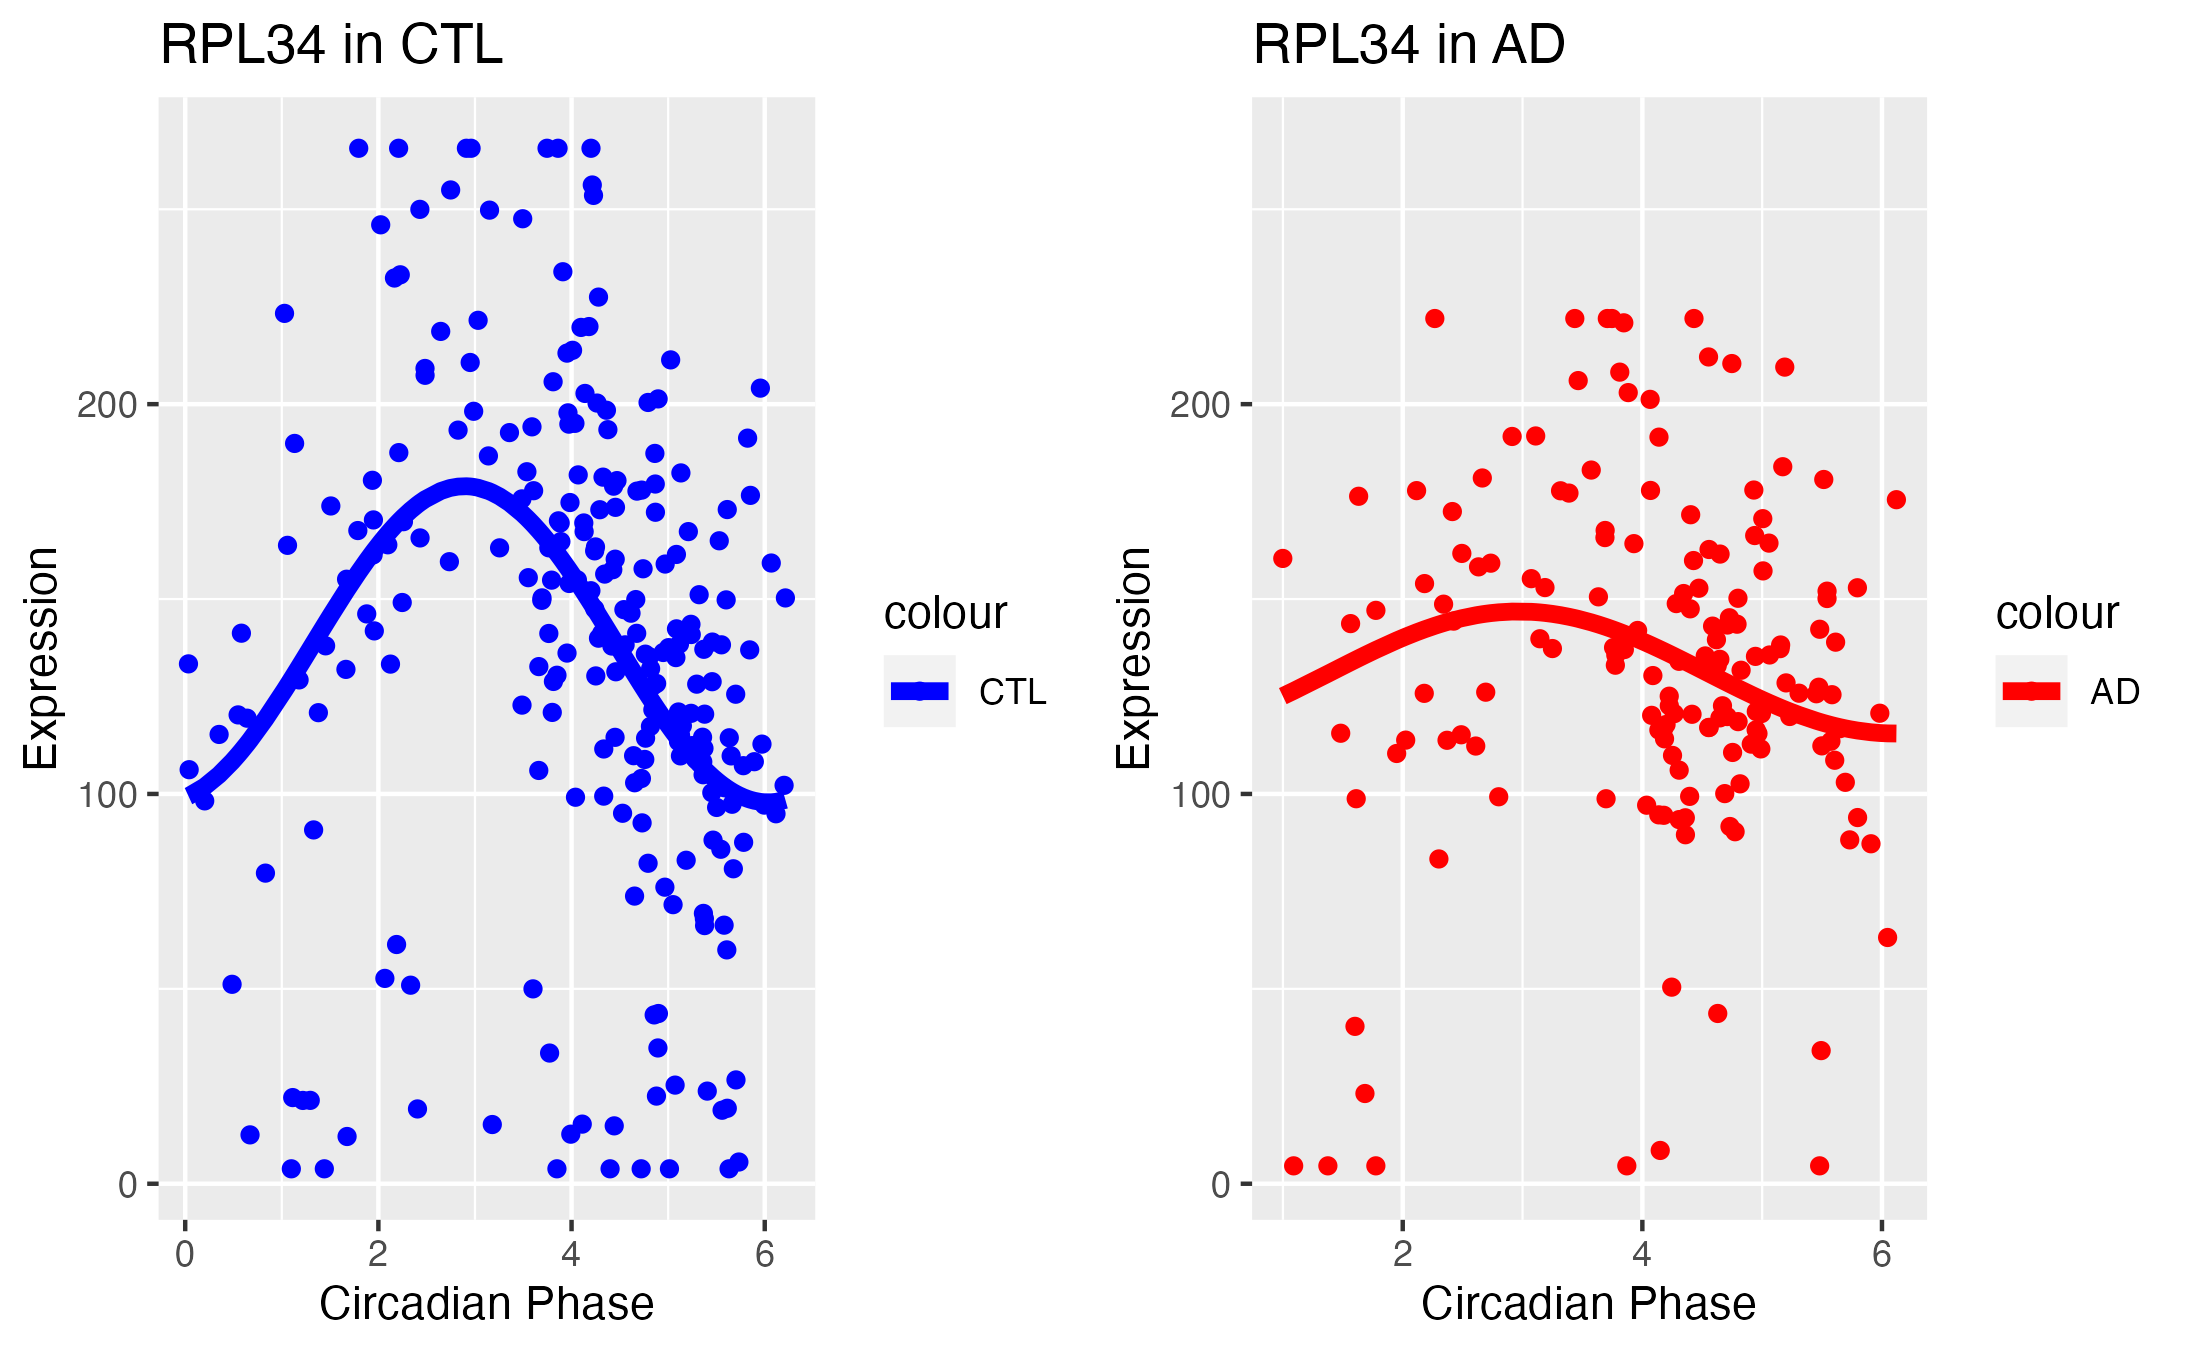 RPL34 in CTL
Expression
200
100
0
0 2 4 6
Circadian Phase
colour
CTL
RPL34 in AD
Expression
200
100
0
2 4 6
Circadian Phase
colour
AD